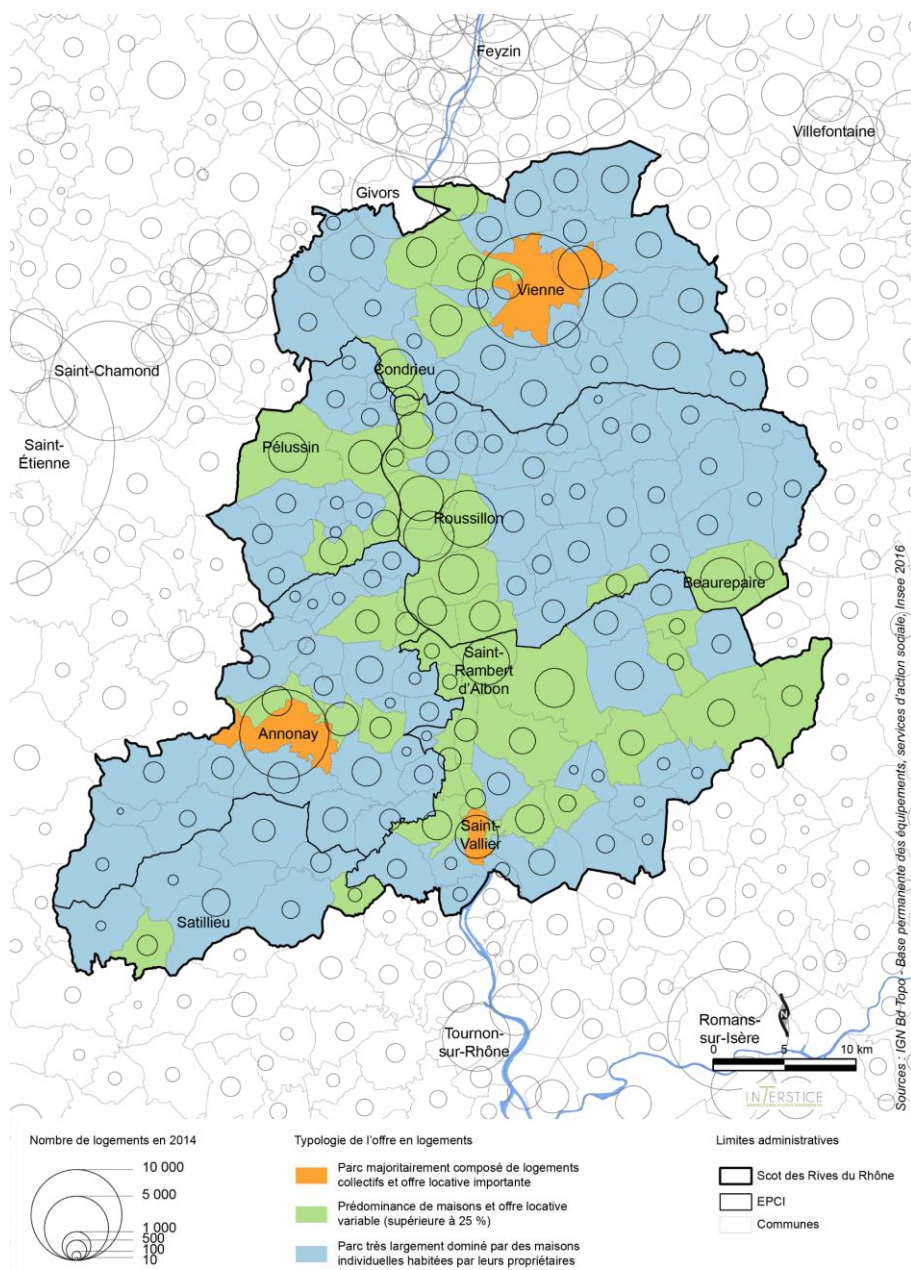 Feyzin
Villefontaine
Givors
Vienne
Saint-Chamond
Condrieu
Saint-
Étienne
Pélussin
Roussillon
Beaurepaire
Saint-
Rambert
d'Albon
Annonay
Saint-
Vallier
Satillieu
Tournon-
sur-Rhône
Romans-
sur-Isère
N
0 5 10 km
INTERSTICE
Sources : IGN Bd Topo - Base permanente des équipements, services d'action sociale, Insee 2016
Nombre de logements en 2014
10 000
5 000
1 000
500
100
10
Typologie de l'offre en logements
Parc majoritairement composé de logements
collectifs et offre locative importante
Prédominance de maisons et offre locative
variable (supérieure à 25 %)
Parc très largement dominé par des maisons
individuelles habitées par leurs propriétaires
Limites administratives
Scot des Rives du Rhône
EPCI
Communes